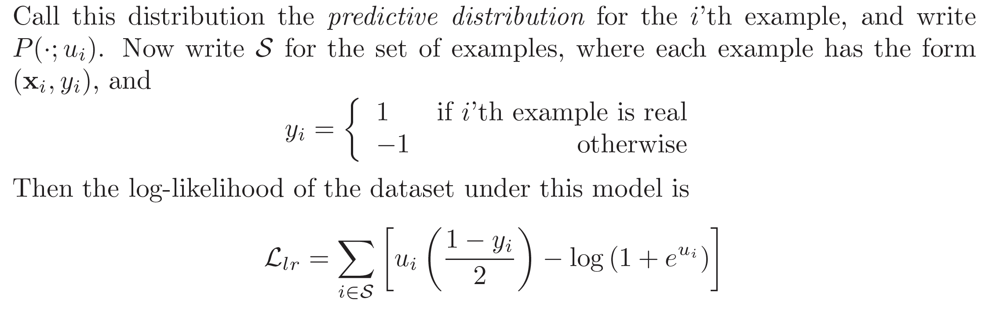 Call this distribution the predictive distribution for the i’th example, and write
P(·; u_i). Now write 𝒮 for the set of examples, where each example has the form
(𝐱_i, y_i), and
y_i = { 1 if i’th example is real
−1 otherwise
Then the log-likelihood of the dataset under this model is
ℒ_{lr} = ∑_{i∈𝒮} [ u_i ( (1 − y_i) / 2 ) − log (1 + e^{u_i}) ]